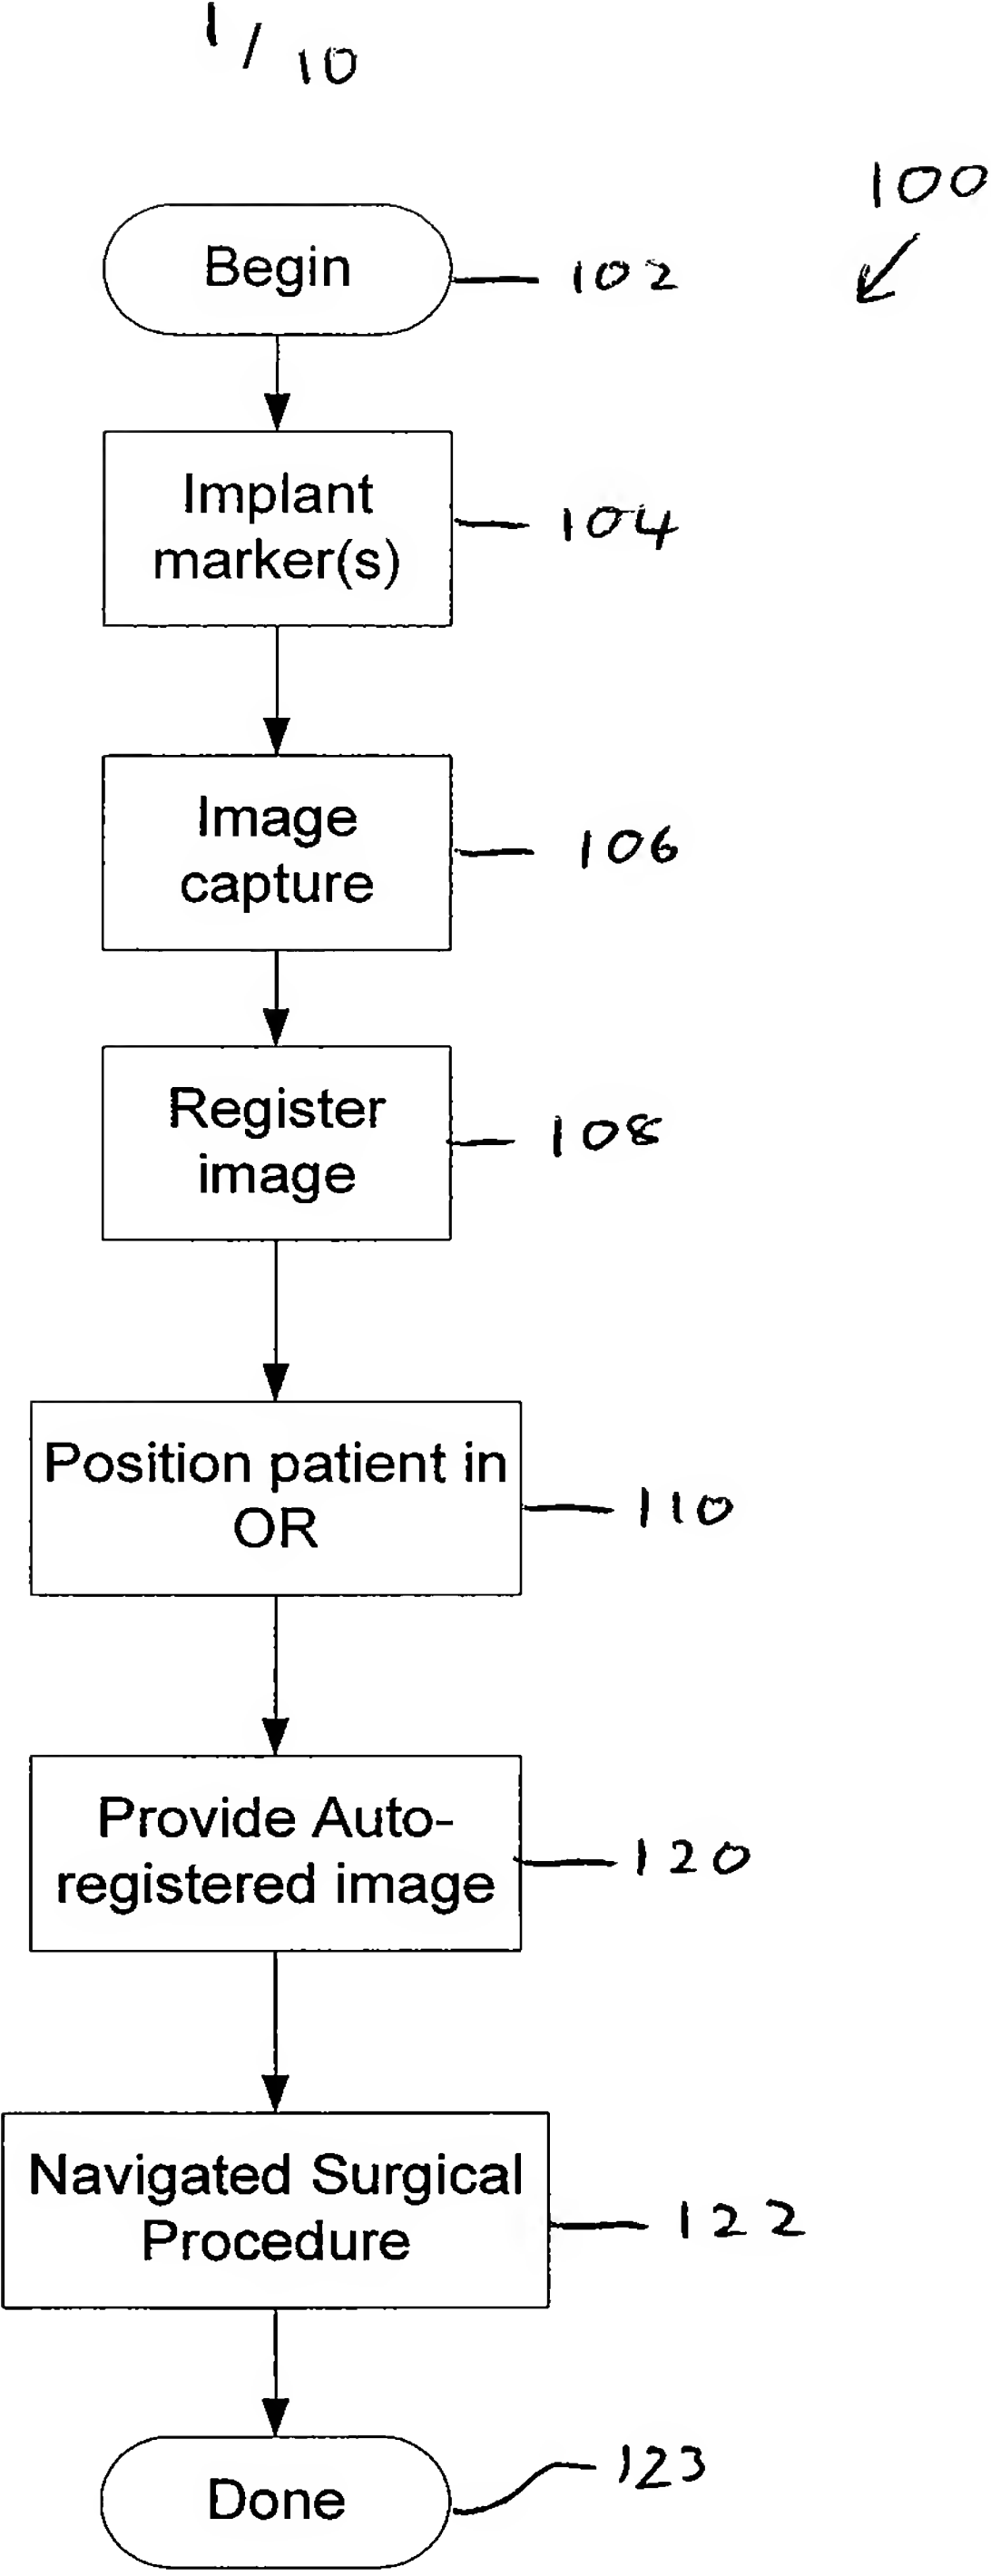 1/10
100
Begin
102
Implant
marker(s)
104
Image
capture
106
Register
image
108
Position patient in
OR
110
Provide Auto-
registered image
120
Navigated Surgical
Procedure
122
Done
123